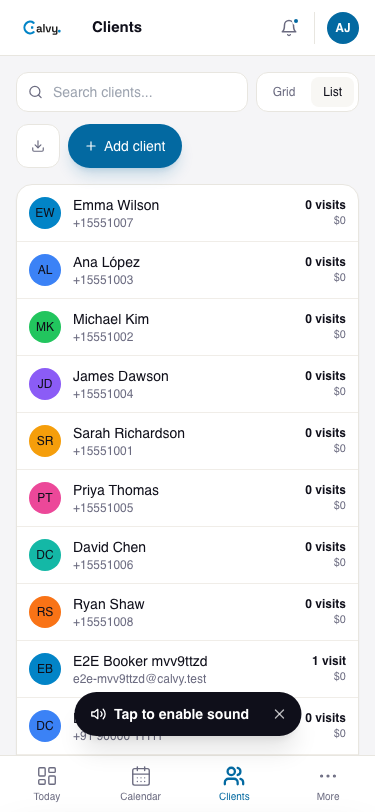 Calvy.
Clients
AJ
Search clients...
Grid
List
Add client
EW
Emma Wilson
+15551007
0 visits
$0
AL
Ana López
+15551003
0 visits
$0
MK
Michael Kim
+15551002
0 visits
$0
JD
James Dawson
+15551004
0 visits
$0
SR
Sarah Richardson
+15551001
0 visits
$0
PT
Priya Thomas
+15551005
0 visits
$0
DC
David Chen
+15551006
0 visits
$0
RS
Ryan Shaw
+15551008
0 visits
$0
EB
E2E Booker mvv9ttzd
e2e-mvv9ttzd@calvy.test
1 visit
$0
DC
0 visits
$0
Tap to enable sound
Today
Calendar
Clients
More